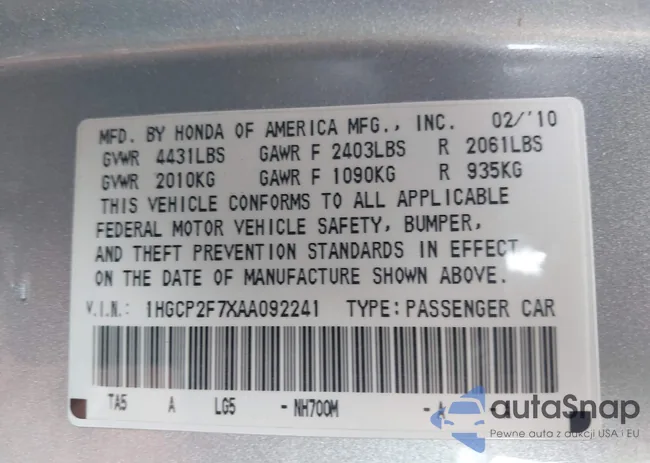 MFD. BY HONDA OF AMERICA MFG., INC. 02/'10
GVWR 4431LBS GAWR F 2403LBS R 2061LBS
GVWR 2010KG GAWR F 1090KG R 935KG
THIS VEHICLE CONFORMS TO ALL APPLICABLE
FEDERAL MOTOR VEHICLE SAFETY, BUMPER,
AND THEFT PREVENTION STANDARDS IN EFFECT
ON THE DATE OF MANUFACTURE SHOWN ABOVE.
V.I.N.: 1HGCP2F7XAA092241 TYPE: PASSENGER CAR
TA5 A LG5 - NH700M - A
autoSnap
Pewne auta z aukcji USA i EU